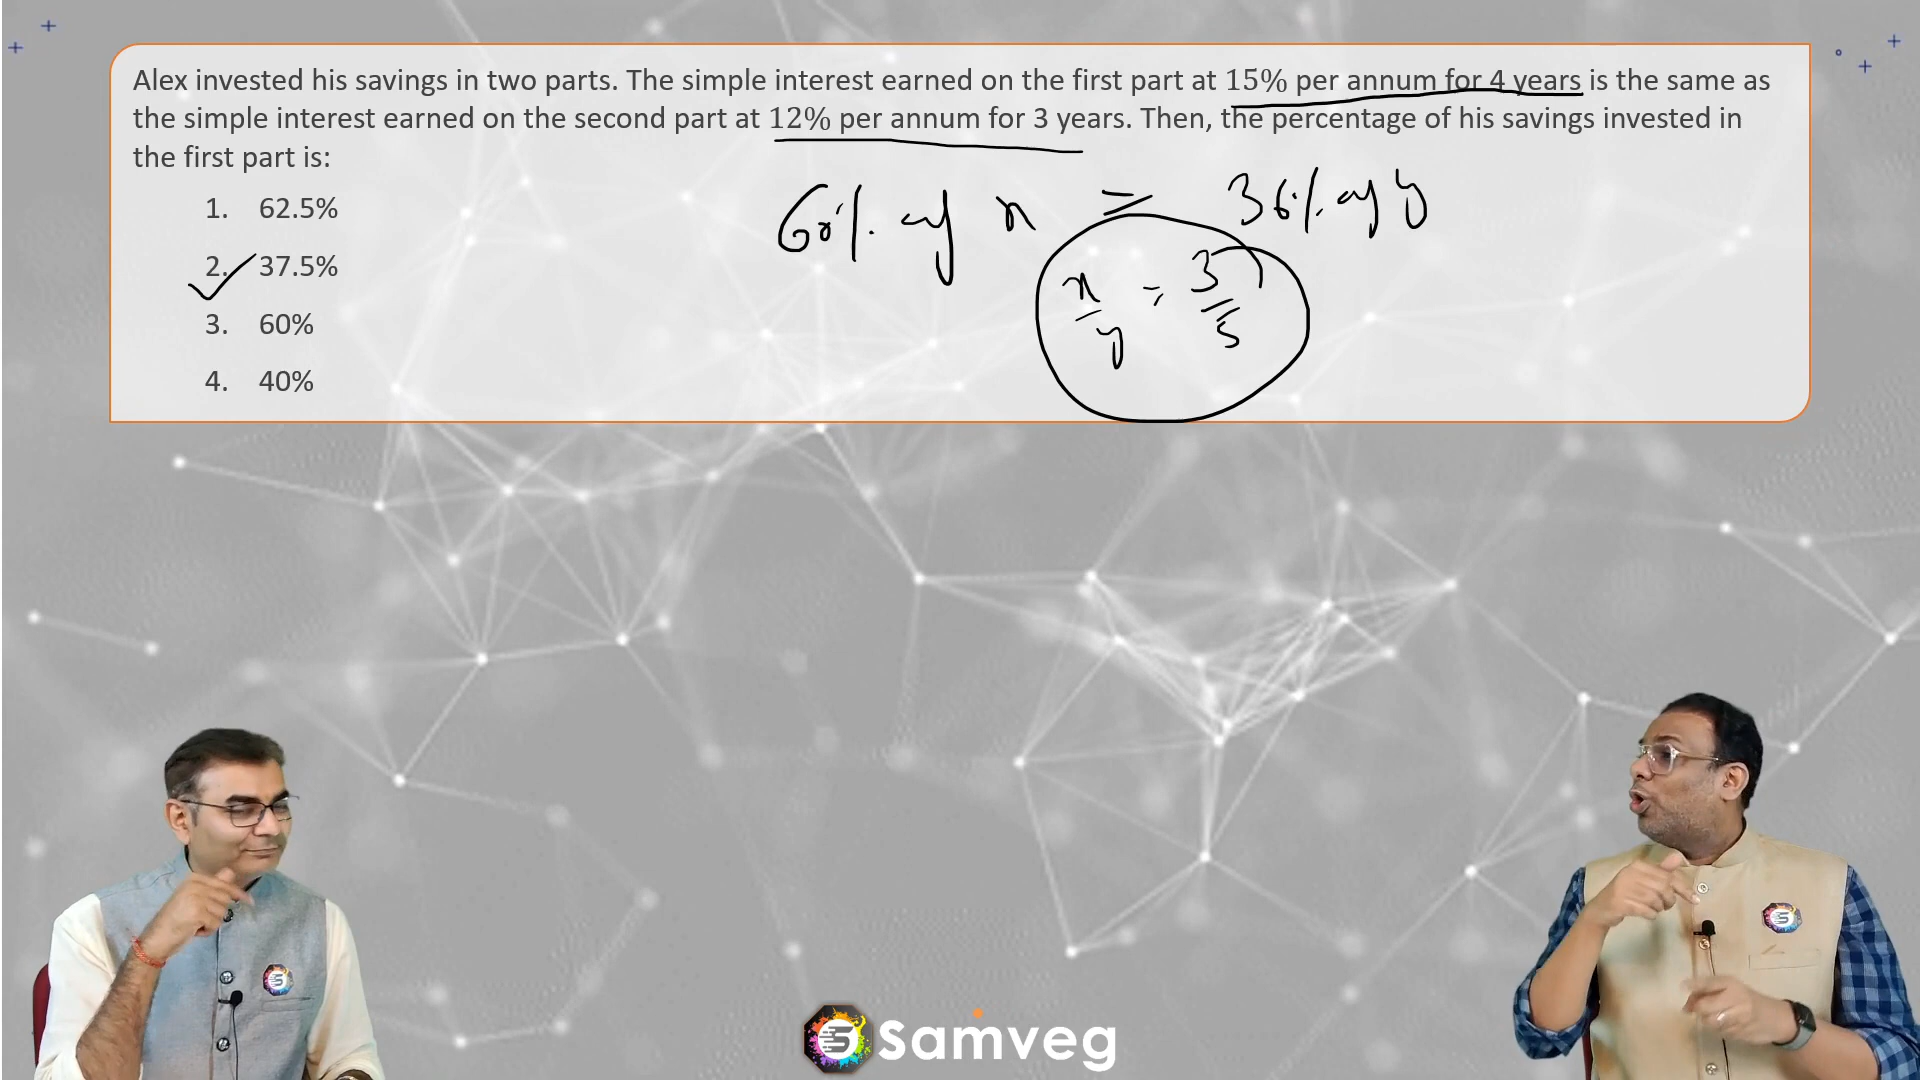 Alex invested his savings in two parts. The simple interest earned on the first part at 15% per annum for 4 years is the same as
the simple interest earned on the second part at 12% per annum for 3 years. Then, the percentage of his savings invested in
the first part is:
1. 62.5%
2. 37.5%
3. 60%
4. 40%
60% of x = 36% of y
x/y = 3/5
Samveg